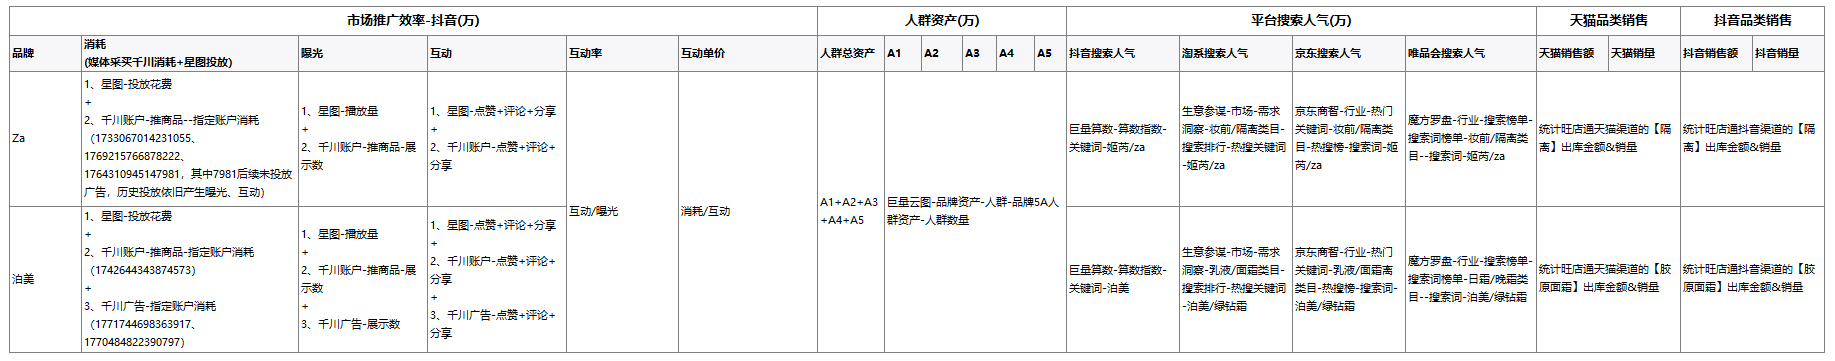 市场推广效率-抖音(万)
人群资产(万)
平台搜索人气(万)
天猫品类销售
抖音品类销售
品牌
消耗
(媒体采买千川消耗+星图投放)
曝光
互动
互动率
互动单价
人群总资产
A1
A2
A3
A4
A5
抖音搜索人气
淘系搜索人气
京东搜索人气
唯品会搜索人气
天猫销售额
天猫销量
抖音销售额
抖音销量
Za
1、星图-投放花费
+
2、千川账户-推商品--指定账户消耗
（1733067014231055、
1769215766878222、
1764310945147981，其中7981后续未投放
广告，历史投放依旧产生曝光、互动）
1、星图-播放量
+
2、千川账户-推商品-展
示数
1、星图-点赞+评论+分享
+
2、千川账户-点赞+评论+
分享
互动/曝光
消耗/互动
A1+A2+A3
+A4+A5
巨量云图-品牌资产-人群-品牌5A人
群资产-人群数量
巨量算数-算数指数-
关键词-姬芮/za
生意参谋-市场-需求
洞察-妆前/隔离类目-
搜索排行-热搜关键词
-姬芮/za
京东商智-行业-热门
关键词-妆前/隔离类
目-热搜榜-搜索词-姬
芮/za
魔方罗盘-行业-搜索榜单-
搜索词榜单-妆前/隔离类
目--搜索词-姬芮/za
统计旺店通天猫渠道的【隔
离】出库金额&销量
统计旺店通抖音渠道的【隔
离】出库金额&销量
泊美
1、星图-投放花费
+
2、千川账户-推商品-指定账户消耗
（1742644343874573）
+
3、千川广告-指定账户消耗
（1771744698363917、
1770484822390797）
1、星图-播放量
+
2、千川账户-推商品-展
示数
+
3、千川广告-展示数
1、星图-点赞+评论+分享
+
2、千川账户-点赞+评论+
分享
+
3、千川广告-点赞+评论+
分享
巨量算数-算数指数-
关键词-泊美
生意参谋-市场-需求
洞察-乳液/面霜类目-
搜索排行-热搜关键词
-泊美/绿钻霜
京东商智-行业-热门
关键词-乳液/面霜离
类目-热搜榜-搜索词-
泊美/绿钻霜
魔方罗盘-行业-搜索榜单-
搜索词榜单-日霜/晚霜类
目--搜索词-泊美/绿钻霜
统计旺店通天猫渠道的【胶
原面霜】出库金额&销量
统计旺店通抖音渠道的【胶
原面霜】出库金额&销量